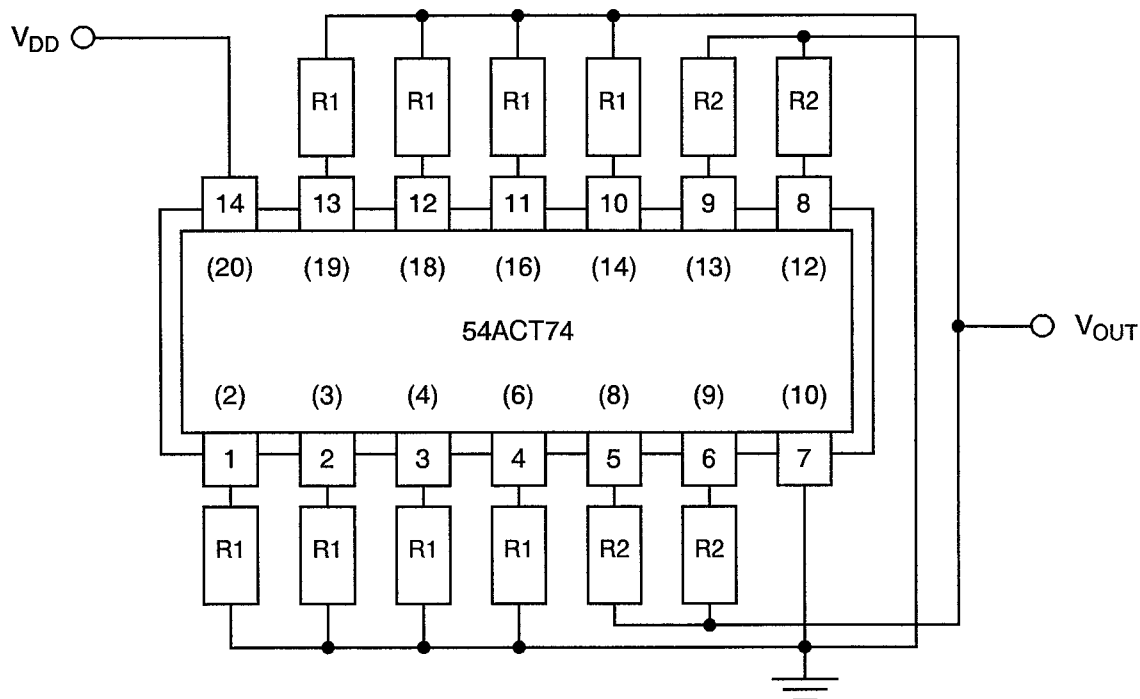 V_DD
R1 R1 R1 R1 R2 R2
14 13 12 11 10 9 8
(20) (19) (18) (16) (14) (13) (12)
54ACT74
V_OUT
(2) (3) (4) (6) (8) (9) (10)
1 2 3 4 5 6 7
R1 R1 R1 R1 R2 R2